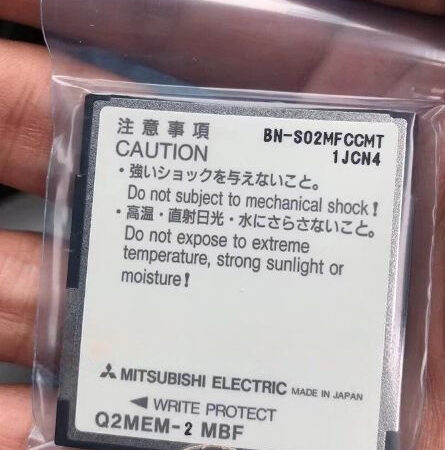 注意事項
BN-S02MFCCMT
CAUTION
1JCN4
・強いショックを与えないこと。
Do not subject to mechanical shock!
・高温・直射日光・水にさらさないこと。
Do not expose to extreme
temperature, strong sunlight or
moisture!
MITSUBISHI ELECTRIC MADE IN JAPAN
◄ WRITE PROTECT
Q2MEM-2 MBF